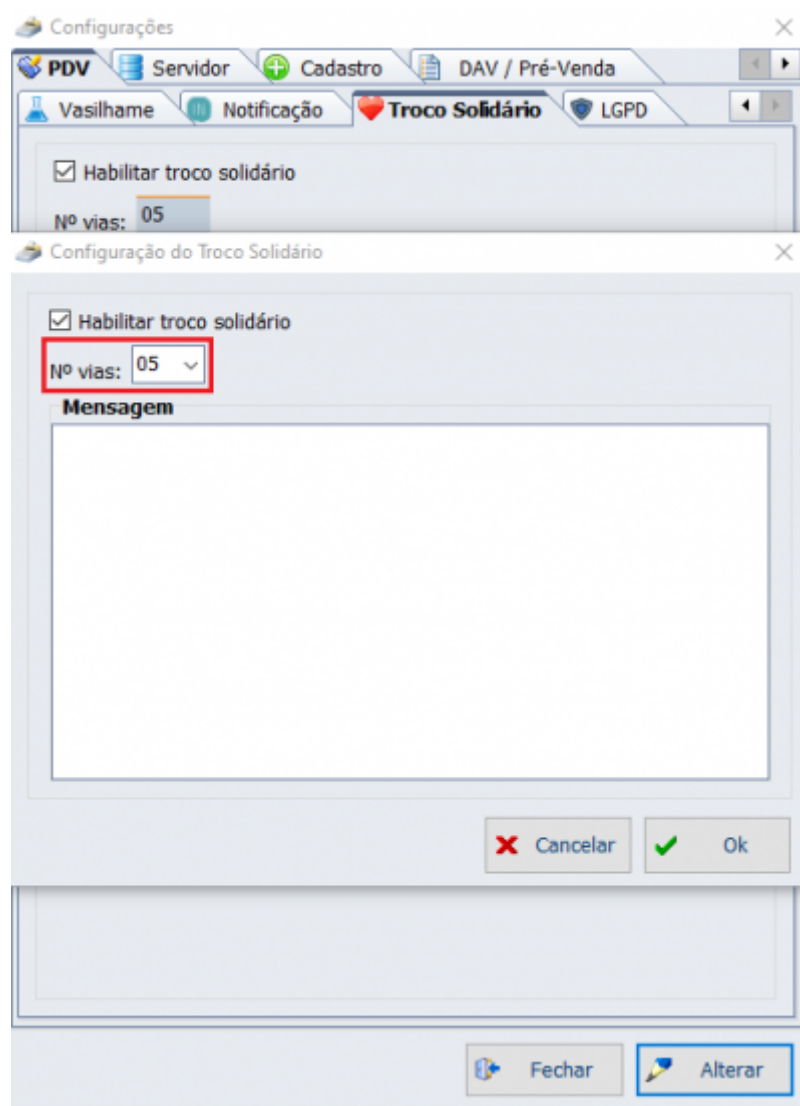 Configurações
PDV Servidor Cadastro DAV / Pré-Venda
Vasilhame Notificação Troco Solidário LGPD
Habilitar troco solidário
Nº vias: 05
Configuração do Troco Solidário
Habilitar troco solidário
Nº vias: 05
Mensagem
Cancelar Ok
Fechar Alterar